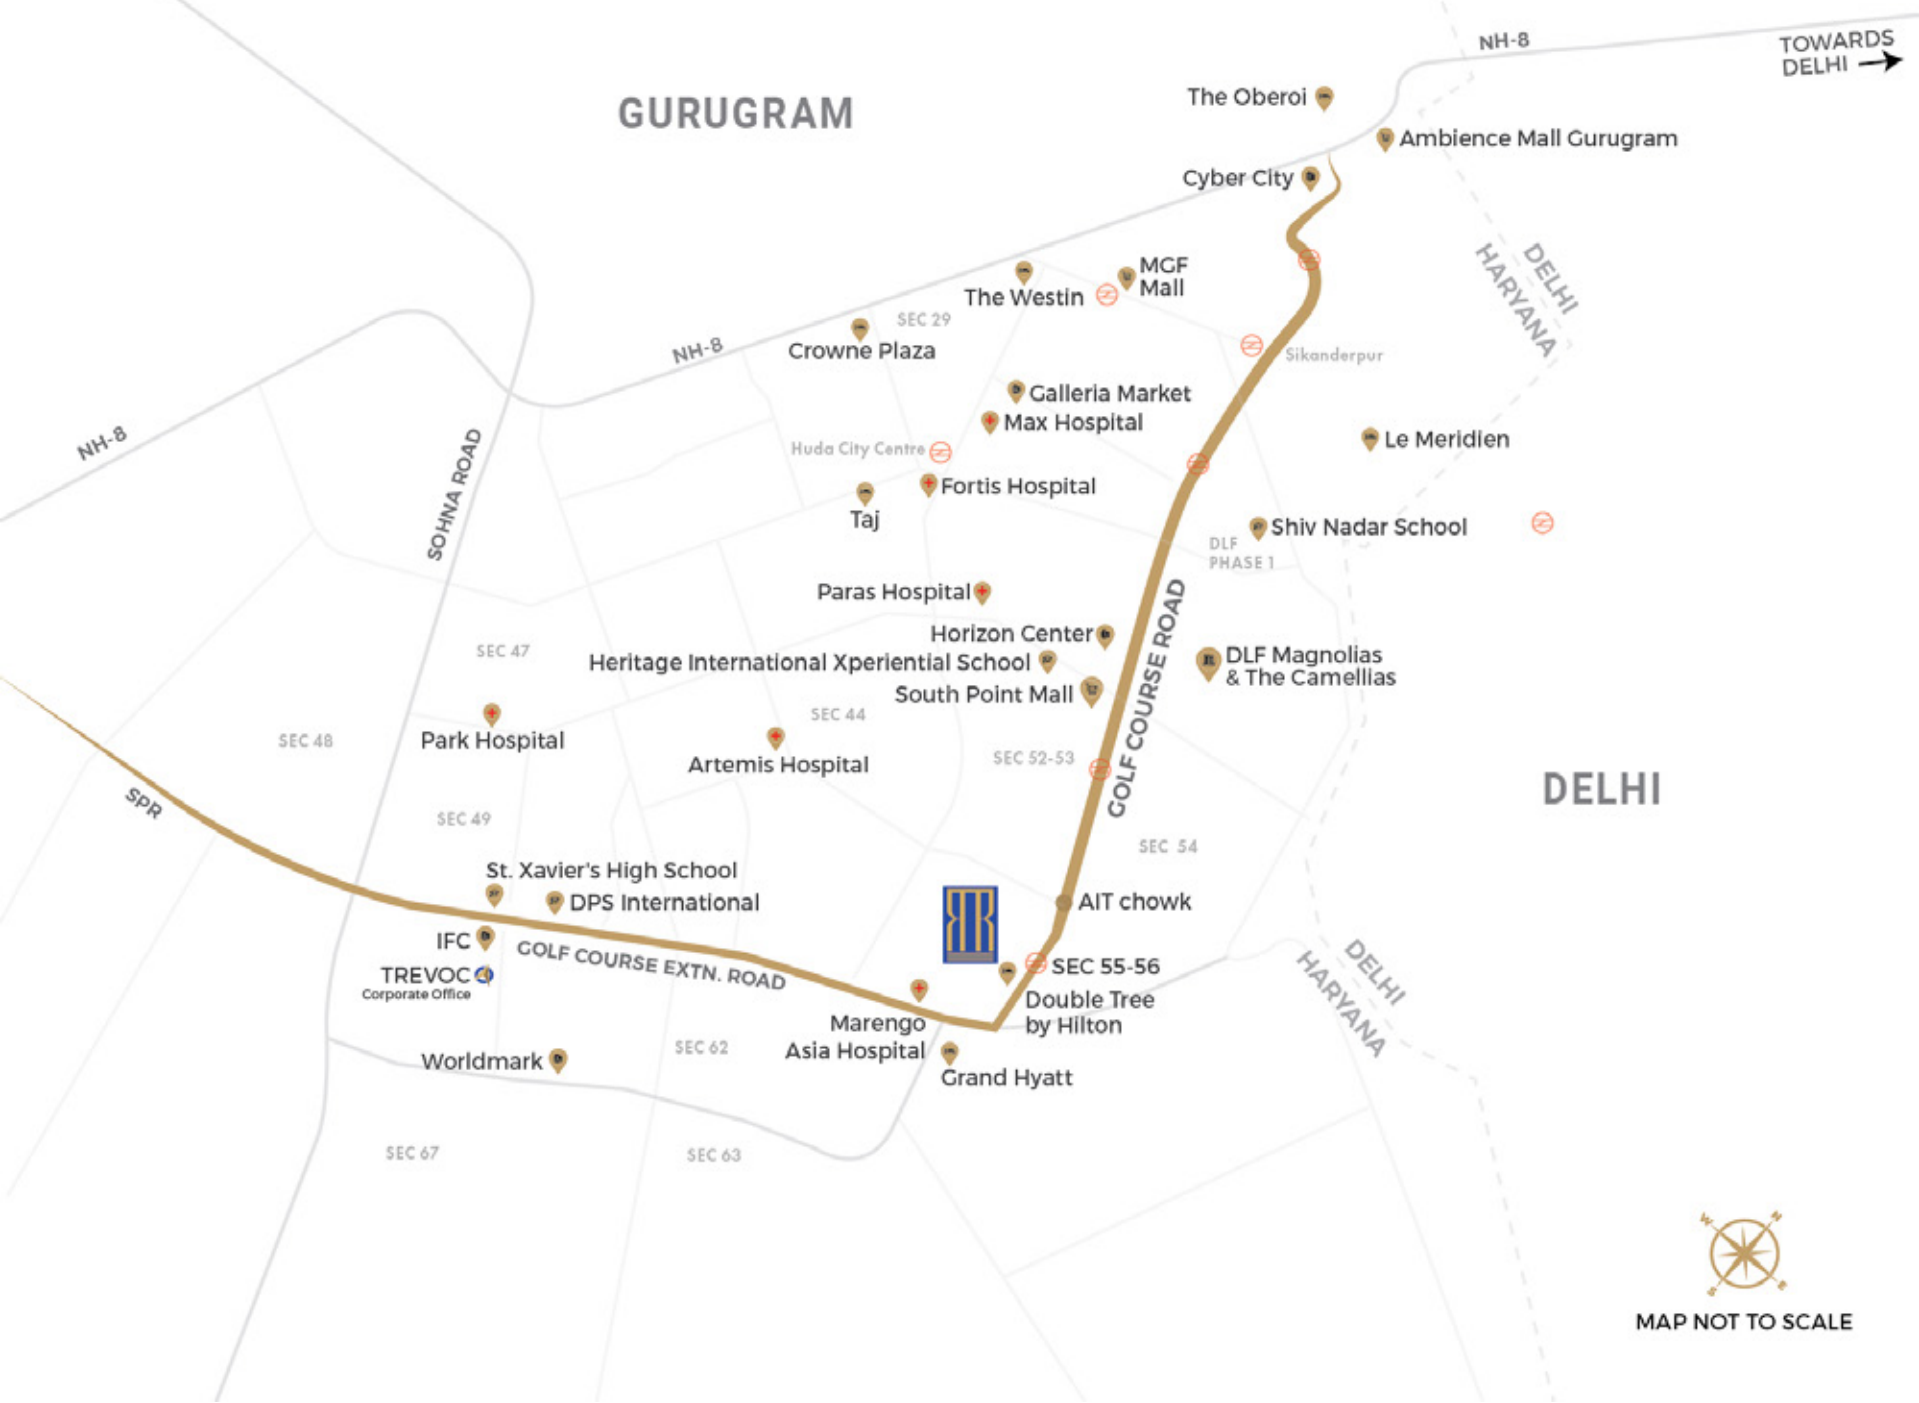 NH-8
TOWARDS
DELHI
The Oberoi
GURUGRAM
Ambience Mall Gurugram
Cyber City
MGF
Mall
The Westin
DELHI
HARYANA
SEC 29
Crowne Plaza
NH-8
Sikanderpur
Galleria Market
Max Hospital
NH-8
SOHNA ROAD
Huda City Centre
Le Meridien
Fortis Hospital
Taj
Shiv Nadar School
DLF
PHASE 1
Paras Hospital
Horizon Center
GOLF COURSE ROAD
SEC 47
Heritage International Xperiential School
DLF Magnolias
& The Camellias
South Point Mall
SEC 44
SEC 48
Park Hospital
Artemis Hospital
SEC 52-53
DELHI
SPR
SEC 49
SEC 54
St. Xavier's High School
DPS International
AIT chowk
IFC
GOLF COURSE EXTN. ROAD
TREVOC
Corporate Office
SEC 55-56
DELHI
HARYANA
Double Tree
by Hilton
Marengo
Asia Hospital
SEC 62
Worldmark
Grand Hyatt
SEC 67
SEC 63
W
N
S
E
MAP NOT TO SCALE